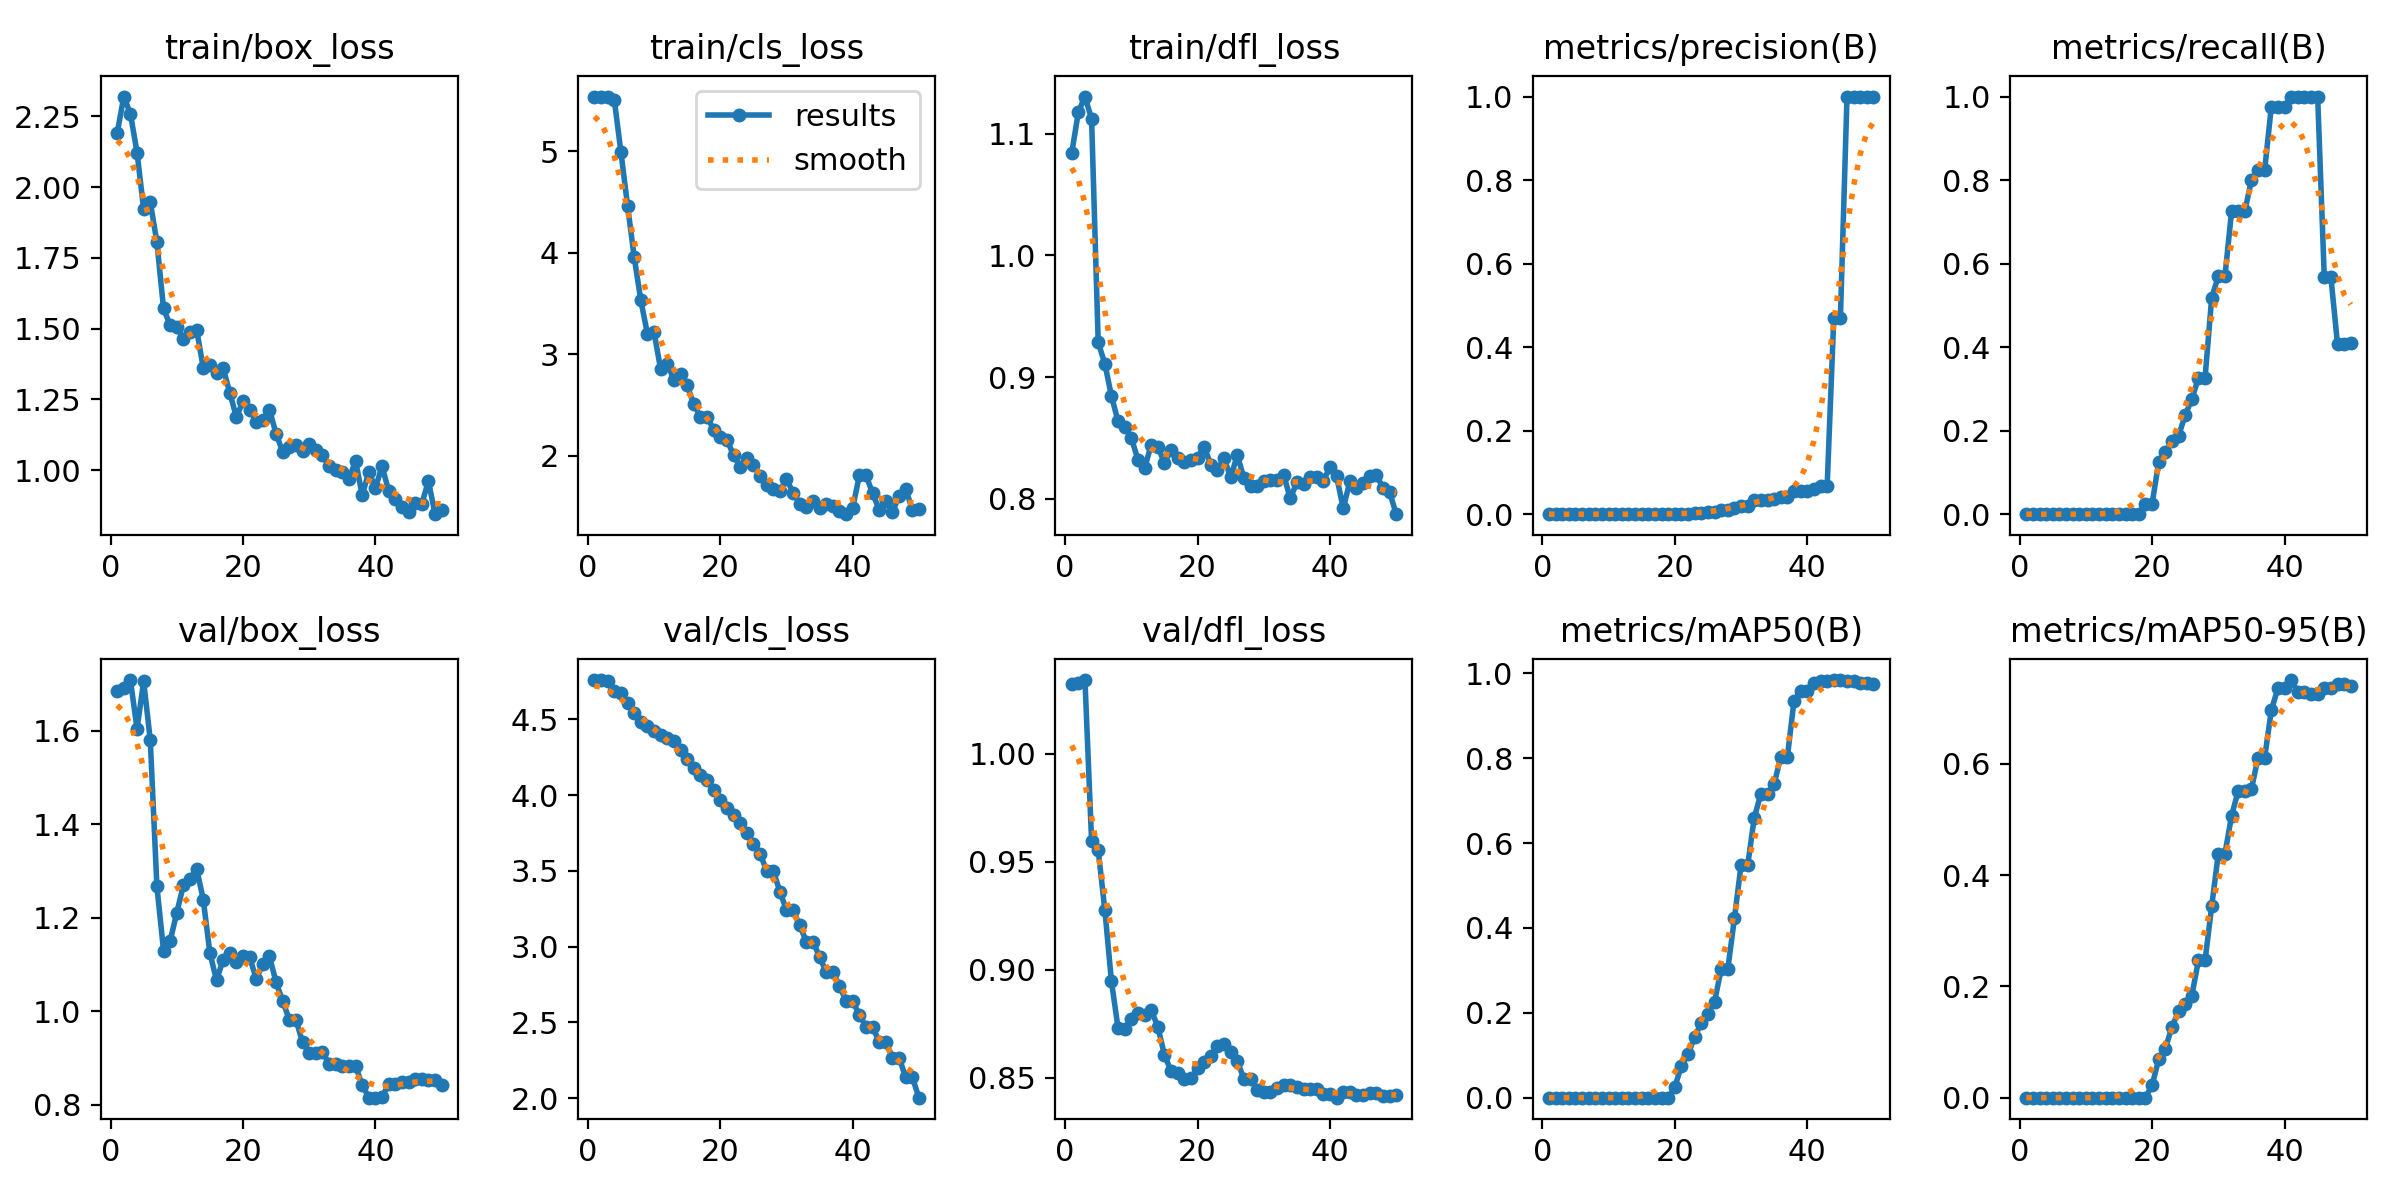 train/box_loss
2.25
2.00
1.75
1.50
1.25
1.00
0 20 40
train/cls_loss
results
smooth
5
4
3
2
0 20 40
train/dfl_loss
1.1
1.0
0.9
0.8
0 20 40
metrics/precision(B)
1.0
0.8
0.6
0.4
0.2
0.0
0 20 40
metrics/recall(B)
1.0
0.8
0.6
0.4
0.2
0.0
0 20 40
val/box_loss
1.6
1.4
1.2
1.0
0.8
0 20 40
val/cls_loss
4.5
4.0
3.5
3.0
2.5
2.0
0 20 40
val/dfl_loss
1.00
0.95
0.90
0.85
0 20 40
metrics/mAP50(B)
1.0
0.8
0.6
0.4
0.2
0.0
0 20 40
metrics/mAP50-95(B)
0.6
0.4
0.2
0.0
0 20 40